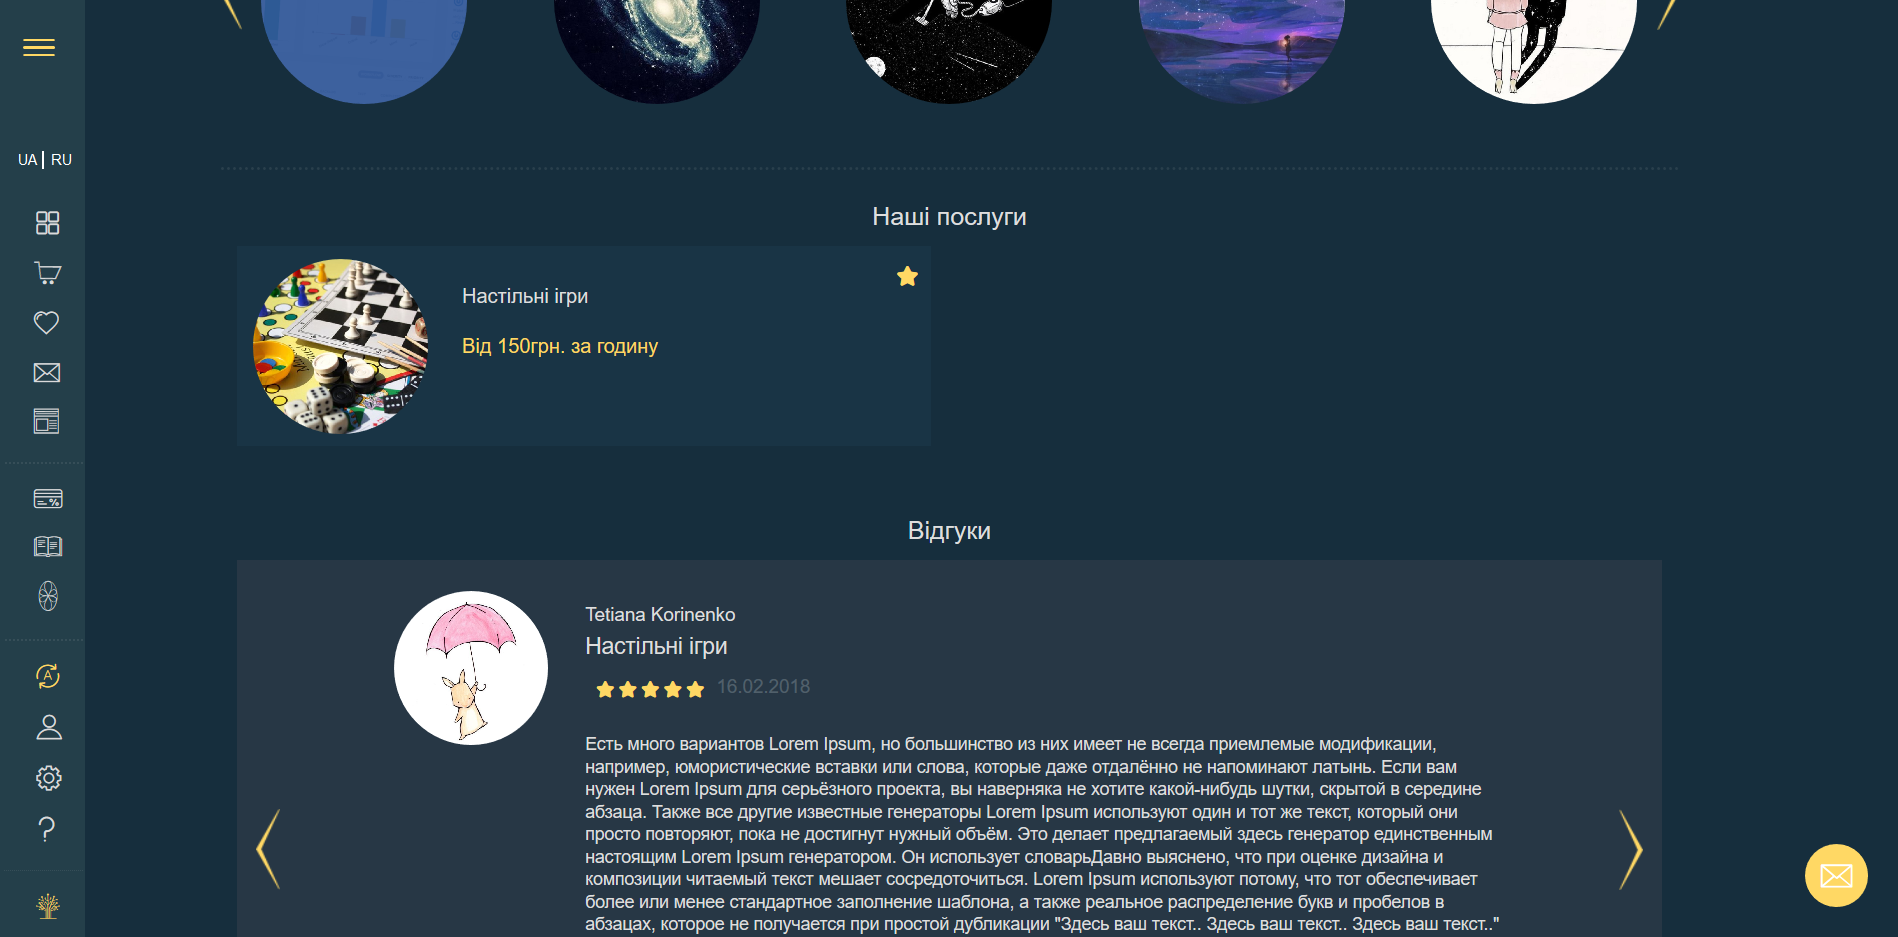 UA | RU
Наші послуги
Настільні ігри
Від 150грн. за годину
Відгуки
Tetiana Korinenko
Настільні ігри
16.02.2018
Есть много вариантов Lorem Ipsum, но большинство из них имеет не всегда приемлемые модификации,
например, юмористические вставки или слова, которые даже отдалённо не напоминают латынь. Если вам
нужен Lorem Ipsum для серьёзного проекта, вы наверняка не хотите какой-нибудь шутки, скрытой в середине
абзаца. Также все другие известные генераторы Lorem Ipsum используют один и тот же текст, который они
просто повторяют, пока не достигнут нужный объём. Это делает предлагаемый здесь генератор единственным
настоящим Lorem Ipsum генератором. Он использует словарьДавно выяснено, что при оценке дизайна и
композиции читаемый текст мешает сосредоточиться. Lorem Ipsum используют потому, что тот обеспечивает
более или менее стандартное заполнение шаблона, а также реальное распределение букв и пробелов в
абзацах, которое не получается при простой дубликации "Здесь ваш текст.. Здесь ваш текст.. Здесь ваш текст.."